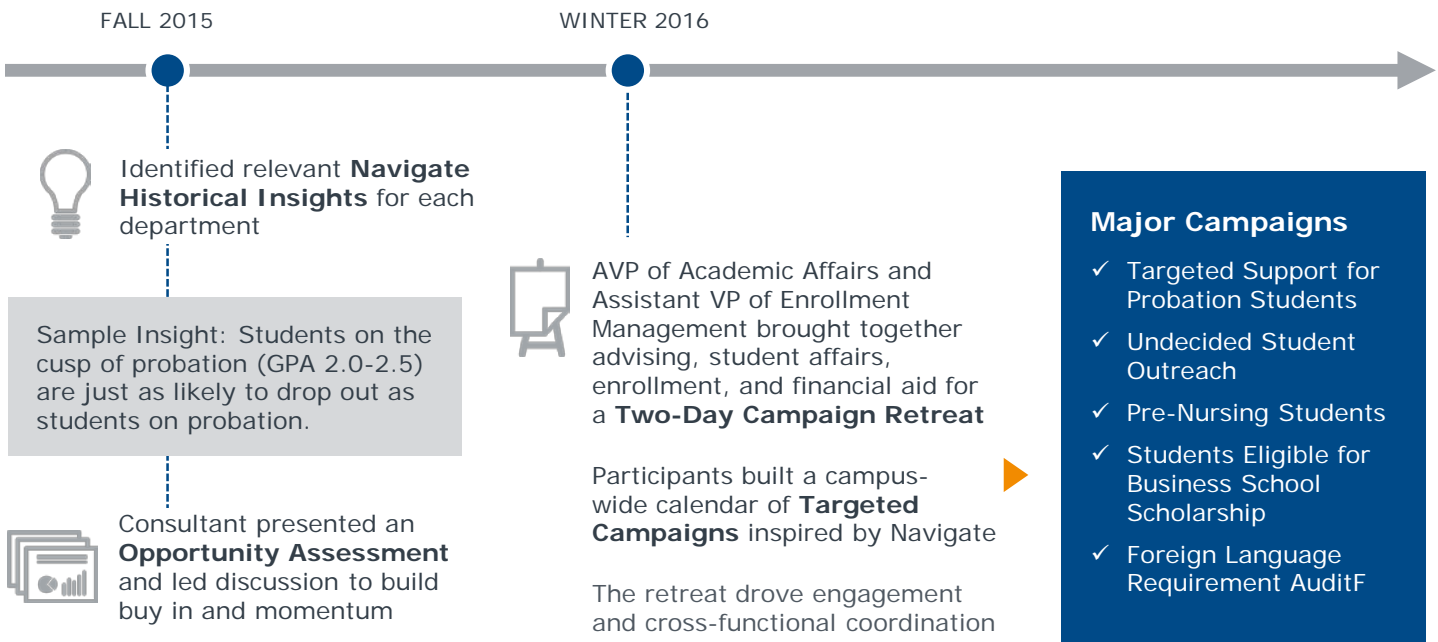 FALL 2015
WINTER 2016
Identified relevant Navigate
Historical Insights for each
department
Sample Insight: Students on the
cusp of probation (GPA 2.0-2.5)
are just as likely to drop out as
students on probation.
Consultant presented an
Opportunity Assessment
and led discussion to build
buy in and momentum
AVP of Academic Affairs and
Assistant VP of Enrollment
Management brought together
advising, student affairs,
enrollment, and financial aid for
a Two-Day Campaign Retreat
Participants built a campus-
wide calendar of Targeted
Campaigns inspired by Navigate
The retreat drove engagement
and cross-functional coordination
Major Campaigns
✓ Targeted Support for
Probation Students
✓ Undecided Student
Outreach
✓ Pre-Nursing Students
✓ Students Eligible for
Business School
Scholarship
✓ Foreign Language
Requirement AuditF